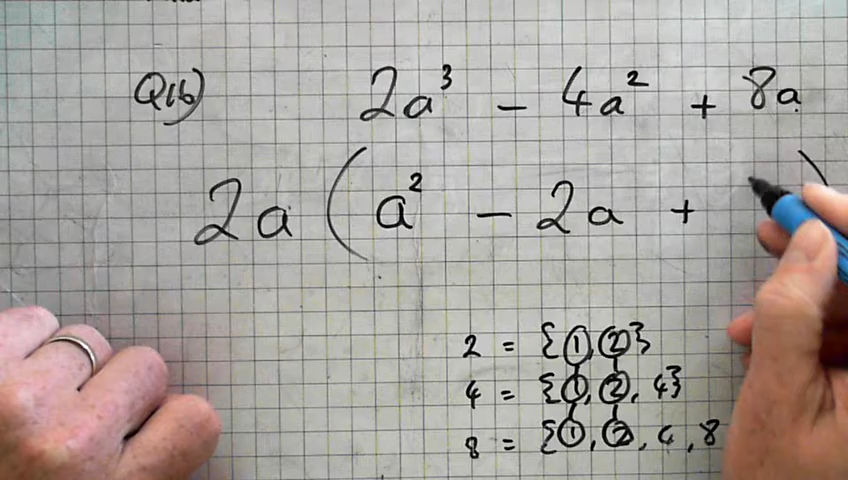 Q16) 2a³ - 4a² + 8a
2a (a² - 2a + )
2 = {1, 2}
4 = {1, 2, 4}
8 = {1, 2, 4, 8